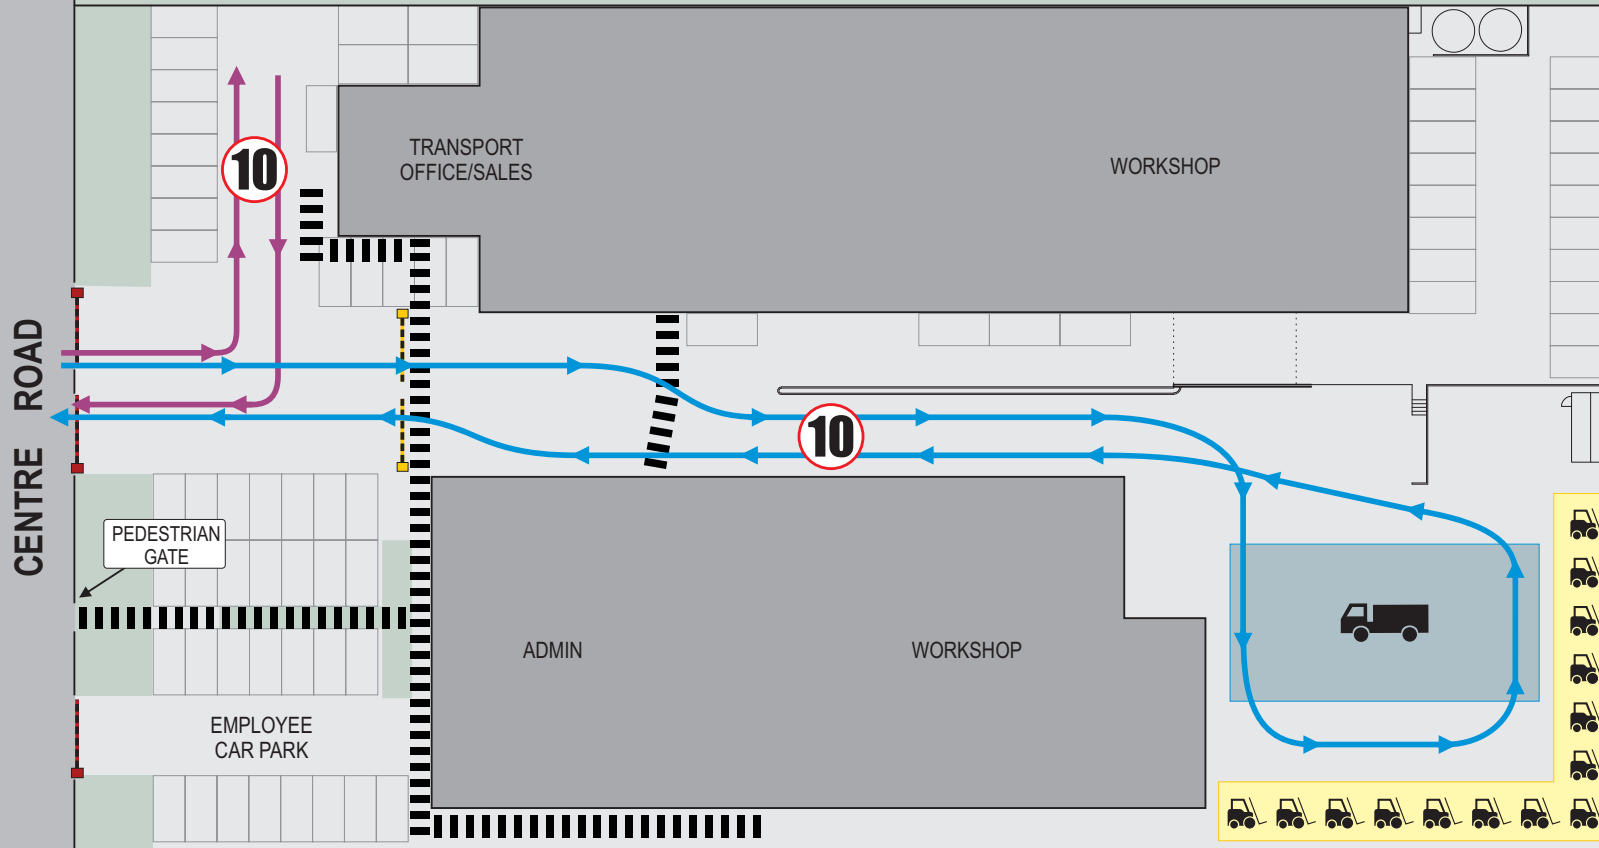 10
TRANSPORT
OFFICE/SALES
WORKSHOP
CENTRE ROAD
10
PEDESTRIAN
GATE
ADMIN
WORKSHOP
EMPLOYEE
CAR PARK